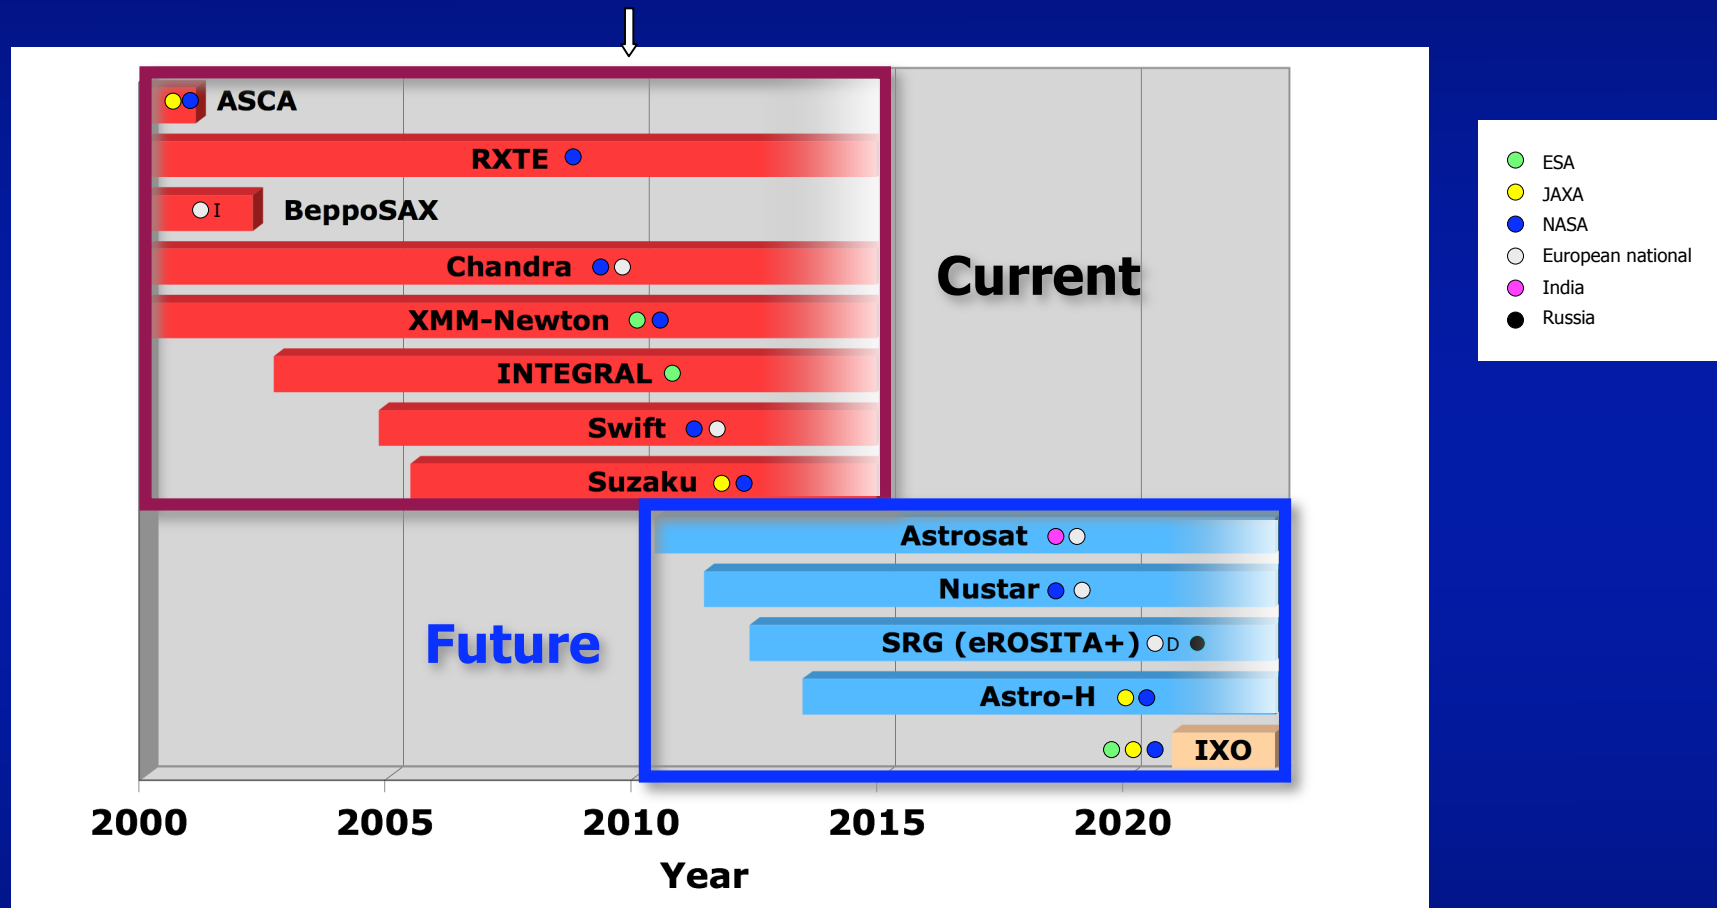 ASCA
RXTE
I BeppoSAX
Chandra
XMM-Newton
INTEGRAL
Swift
Suzaku
Current
Astrosat
Nustar
SRG (eROSITA+) D
Astro-H
IXO
Future
2000 2005 2010 2015 2020
Year
ESA
JAXA
NASA
European national
India
Russia